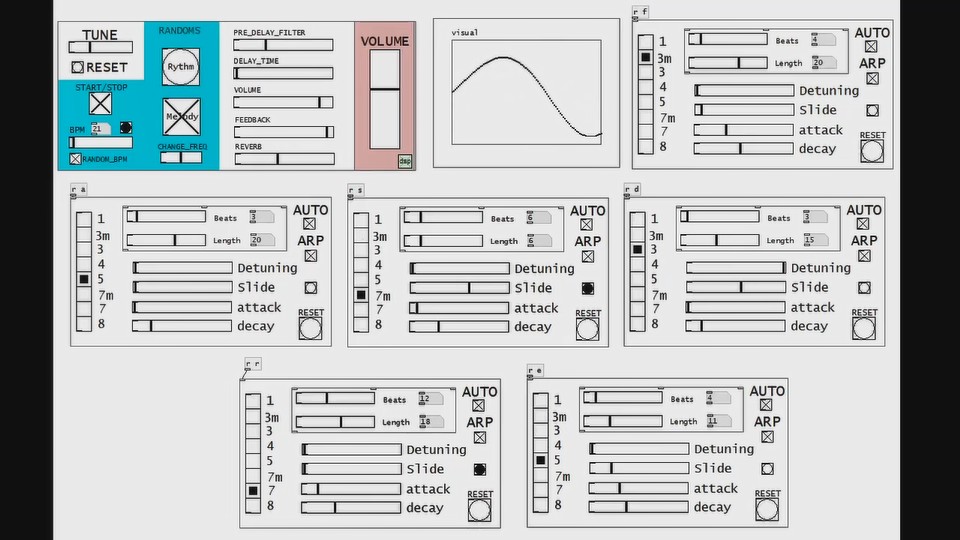 TUNE
RESET
START/STOP
BPM 21
RANDOM_BPM
RANDOMS
Rythm
Melody
CHANGE_FREQ
PRE_DELAY_FILTER
DELAY_TIME
VOLUME
FEEDBACK
REVERB
VOLUME
dsp
visual
r f
1
3m
3
4
5
7m
7
8
Beats 4
Length 20
Detuning
Slide
attack
decay
AUTO
ARP
RESET
r a
1
3m
3
4
5
7m
7
8
Beats 3
Length 20
Detuning
Slide
attack
decay
AUTO
ARP
RESET
r s
1
3m
3
4
5
7m
7
8
Beats 6
Length 6
Detuning
Slide
attack
decay
AUTO
ARP
RESET
r d
1
3m
3
4
5
7m
7
8
Beats 3
Length 15
Detuning
Slide
attack
decay
AUTO
ARP
RESET
r r
1
3m
3
4
5
7m
7
8
Beats 12
Length 18
Detuning
Slide
attack
decay
AUTO
ARP
RESET
r e
1
3m
3
4
5
7m
7
8
Beats 4
Length 11
Detuning
Slide
attack
decay
AUTO
ARP
RESET